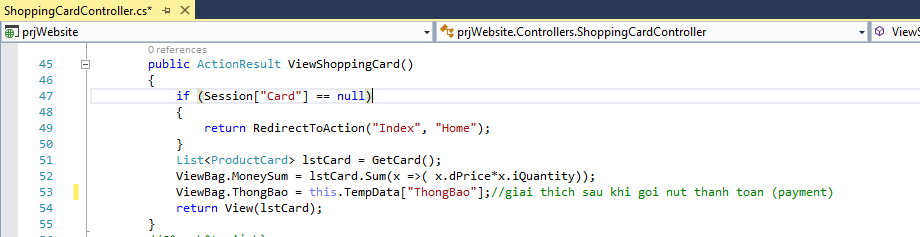 ShoppingCardController.cs*
prjWebsite prjWebsite.Controllers.ShoppingCardController ViewS
0 references
45 public ActionResult ViewShoppingCard()
46 {
47 if (Session["Card"] == null)
48 {
49 return RedirectToAction("Index", "Home");
50 }
51 List<ProductCard> lstCard = GetCard();
52 ViewBag.MoneySum = lstCard.Sum(x =>( x.dPrice*x.iQuantity));
53 ViewBag.ThongBao = this.TempData["ThongBao"];//giai thich sau khi goi nut thanh toan (payment)
54 return View(lstCard);
55 }